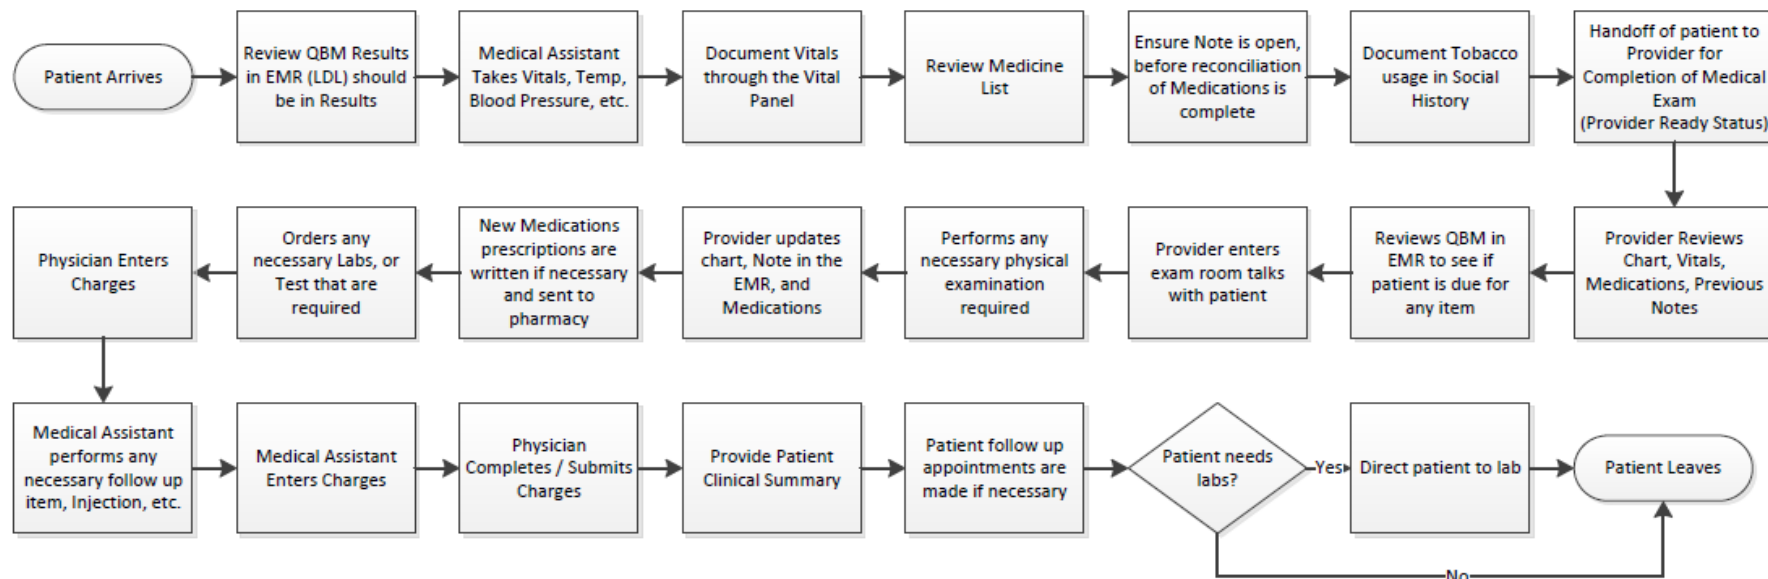 Patient Arrives
Review QBM Results
in EMR (LDL) should
be in Results
Medical Assistant
Takes Vitals, Temp,
Blood Pressure, etc.
Document Vitals
through the Vital
Panel
Review Medicine
List
Ensure Note is open,
before reconciliation
of Medications is
complete
Document Tobacco
usage in Social
History
Handoff of patient to
Provider for
Completion of Medical
Exam
(Provider Ready Status)
Provider Reviews
Chart, Vitals,
Medications, Previous
Notes
Reviews QBM in
EMR to see if
patient is due for
any item
Provider enters
exam room talks
with patient
Performs any
necessary physical
examination
required
Provider updates
chart, Note in the
EMR, and
Medications
New Medications
prescriptions are
written if necessary
and sent to
pharmacy
Orders any
necessary Labs, or
Test that are
required
Physician Enters
Charges
Medical Assistant
performs any
necessary follow up
item, Injection, etc.
Medical Assistant
Enters Charges
Physician
Completes / Submits
Charges
Provide Patient
Clinical Summary
Patient follow up
appointments are
made if necessary
Patient needs
labs?
Yes
Direct patient to lab
Patient Leaves
No